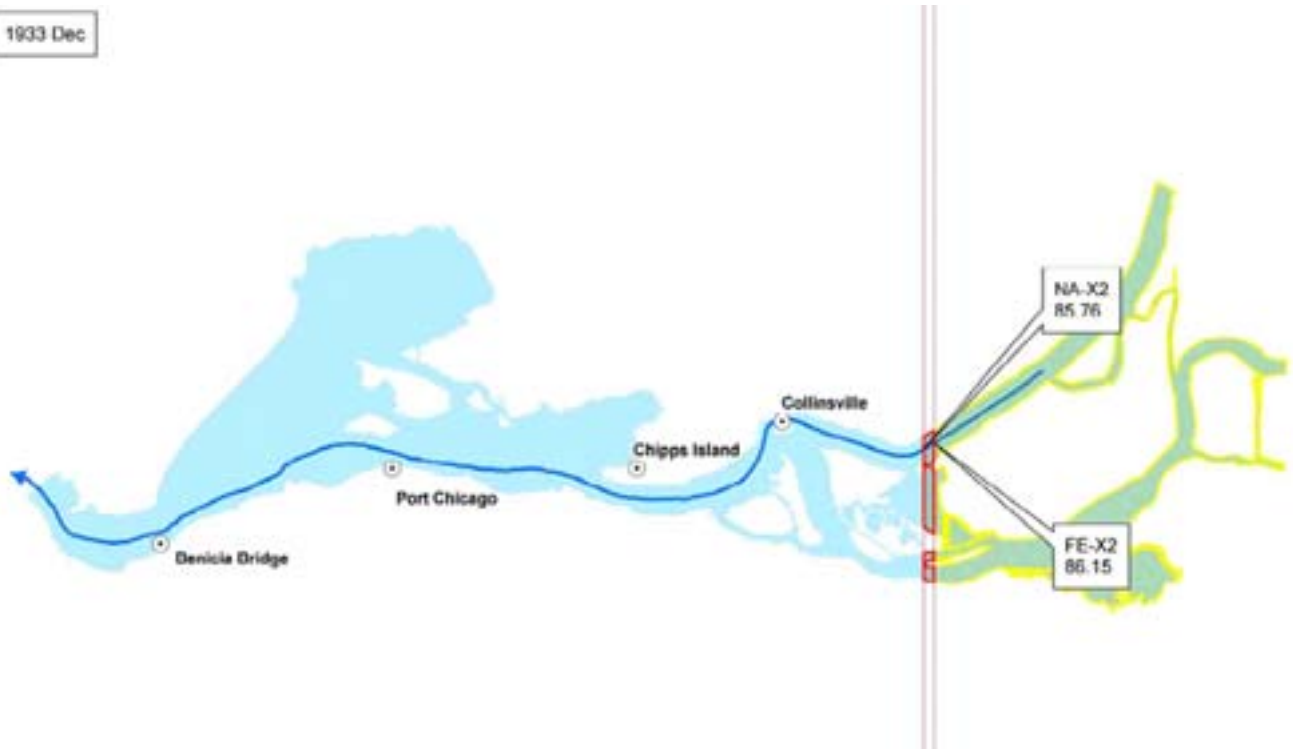 1933 Dec
NA-X2
85.76
Collinsville
Chipps Island
Port Chicago
Benicia Bridge
FE-X2
86.15